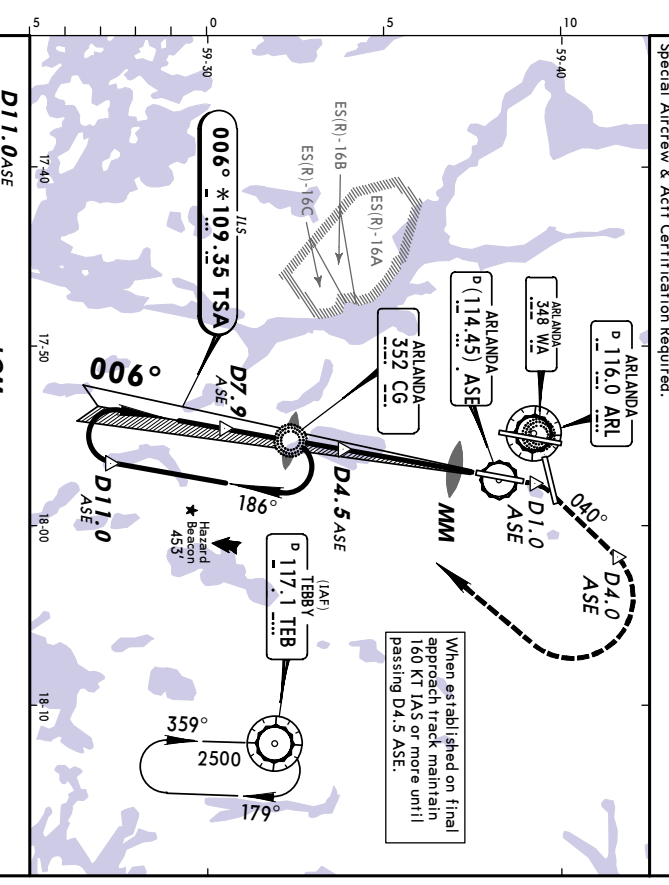 Special Aircrew & Acft Certification Required.
5
0
5
10
59-30
59-40
17-40
17-50
18-00
18-10
ES(R)-16B
ES(R)-16C
ES(R)-16A
ILS
006° *109.35 TSA
ARLANDA
D 116.0 ARL
ARLANDA
348 WA
ARLANDA
D (114.45) ASE
ARLANDA
352 CG
006°
D7.9
ASE
D4.5 ASE
MM
D1.0
ASE
040°
D4.0
ASE
D11.0
ASE
186°
Hazard
Beacon
453'
(IAF)
TEBBY
D 117.1 TEB
When established on final
approach track maintain
160 KT IAS or more until
passing D4.5 ASE.
359°
2500
179°
D11.0 ASE